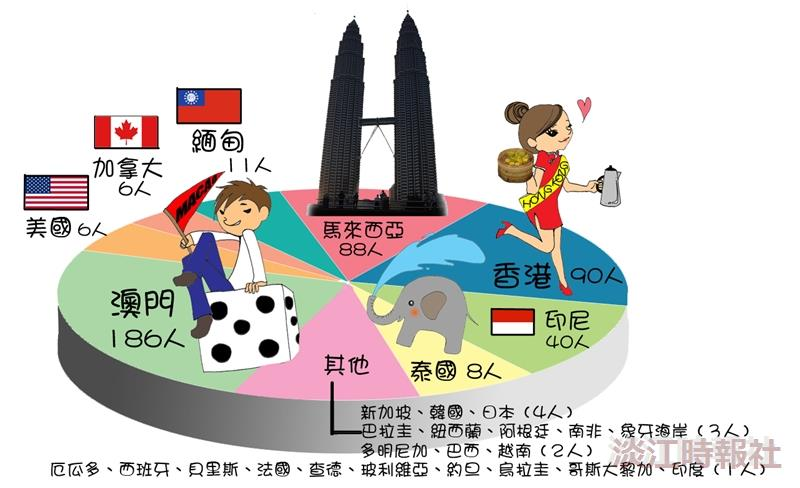 緬甸
11人
加拿大
6人
美國 6人
MACAU
馬來西亞
88人
HONG KONG
香港 90人
澳門
186人
印尼
40人
其他
泰國 8人
新加坡、韓國、日本（4人）
巴拉圭、紐西蘭、阿根廷、南非、象牙海岸（3人）
多明尼加、巴西、越南（2人）
厄瓜多、西班牙、貝里斯、法國、查德、玻利維亞、約旦、烏拉圭、哥斯大黎加、印度（1人）
淡江時報社